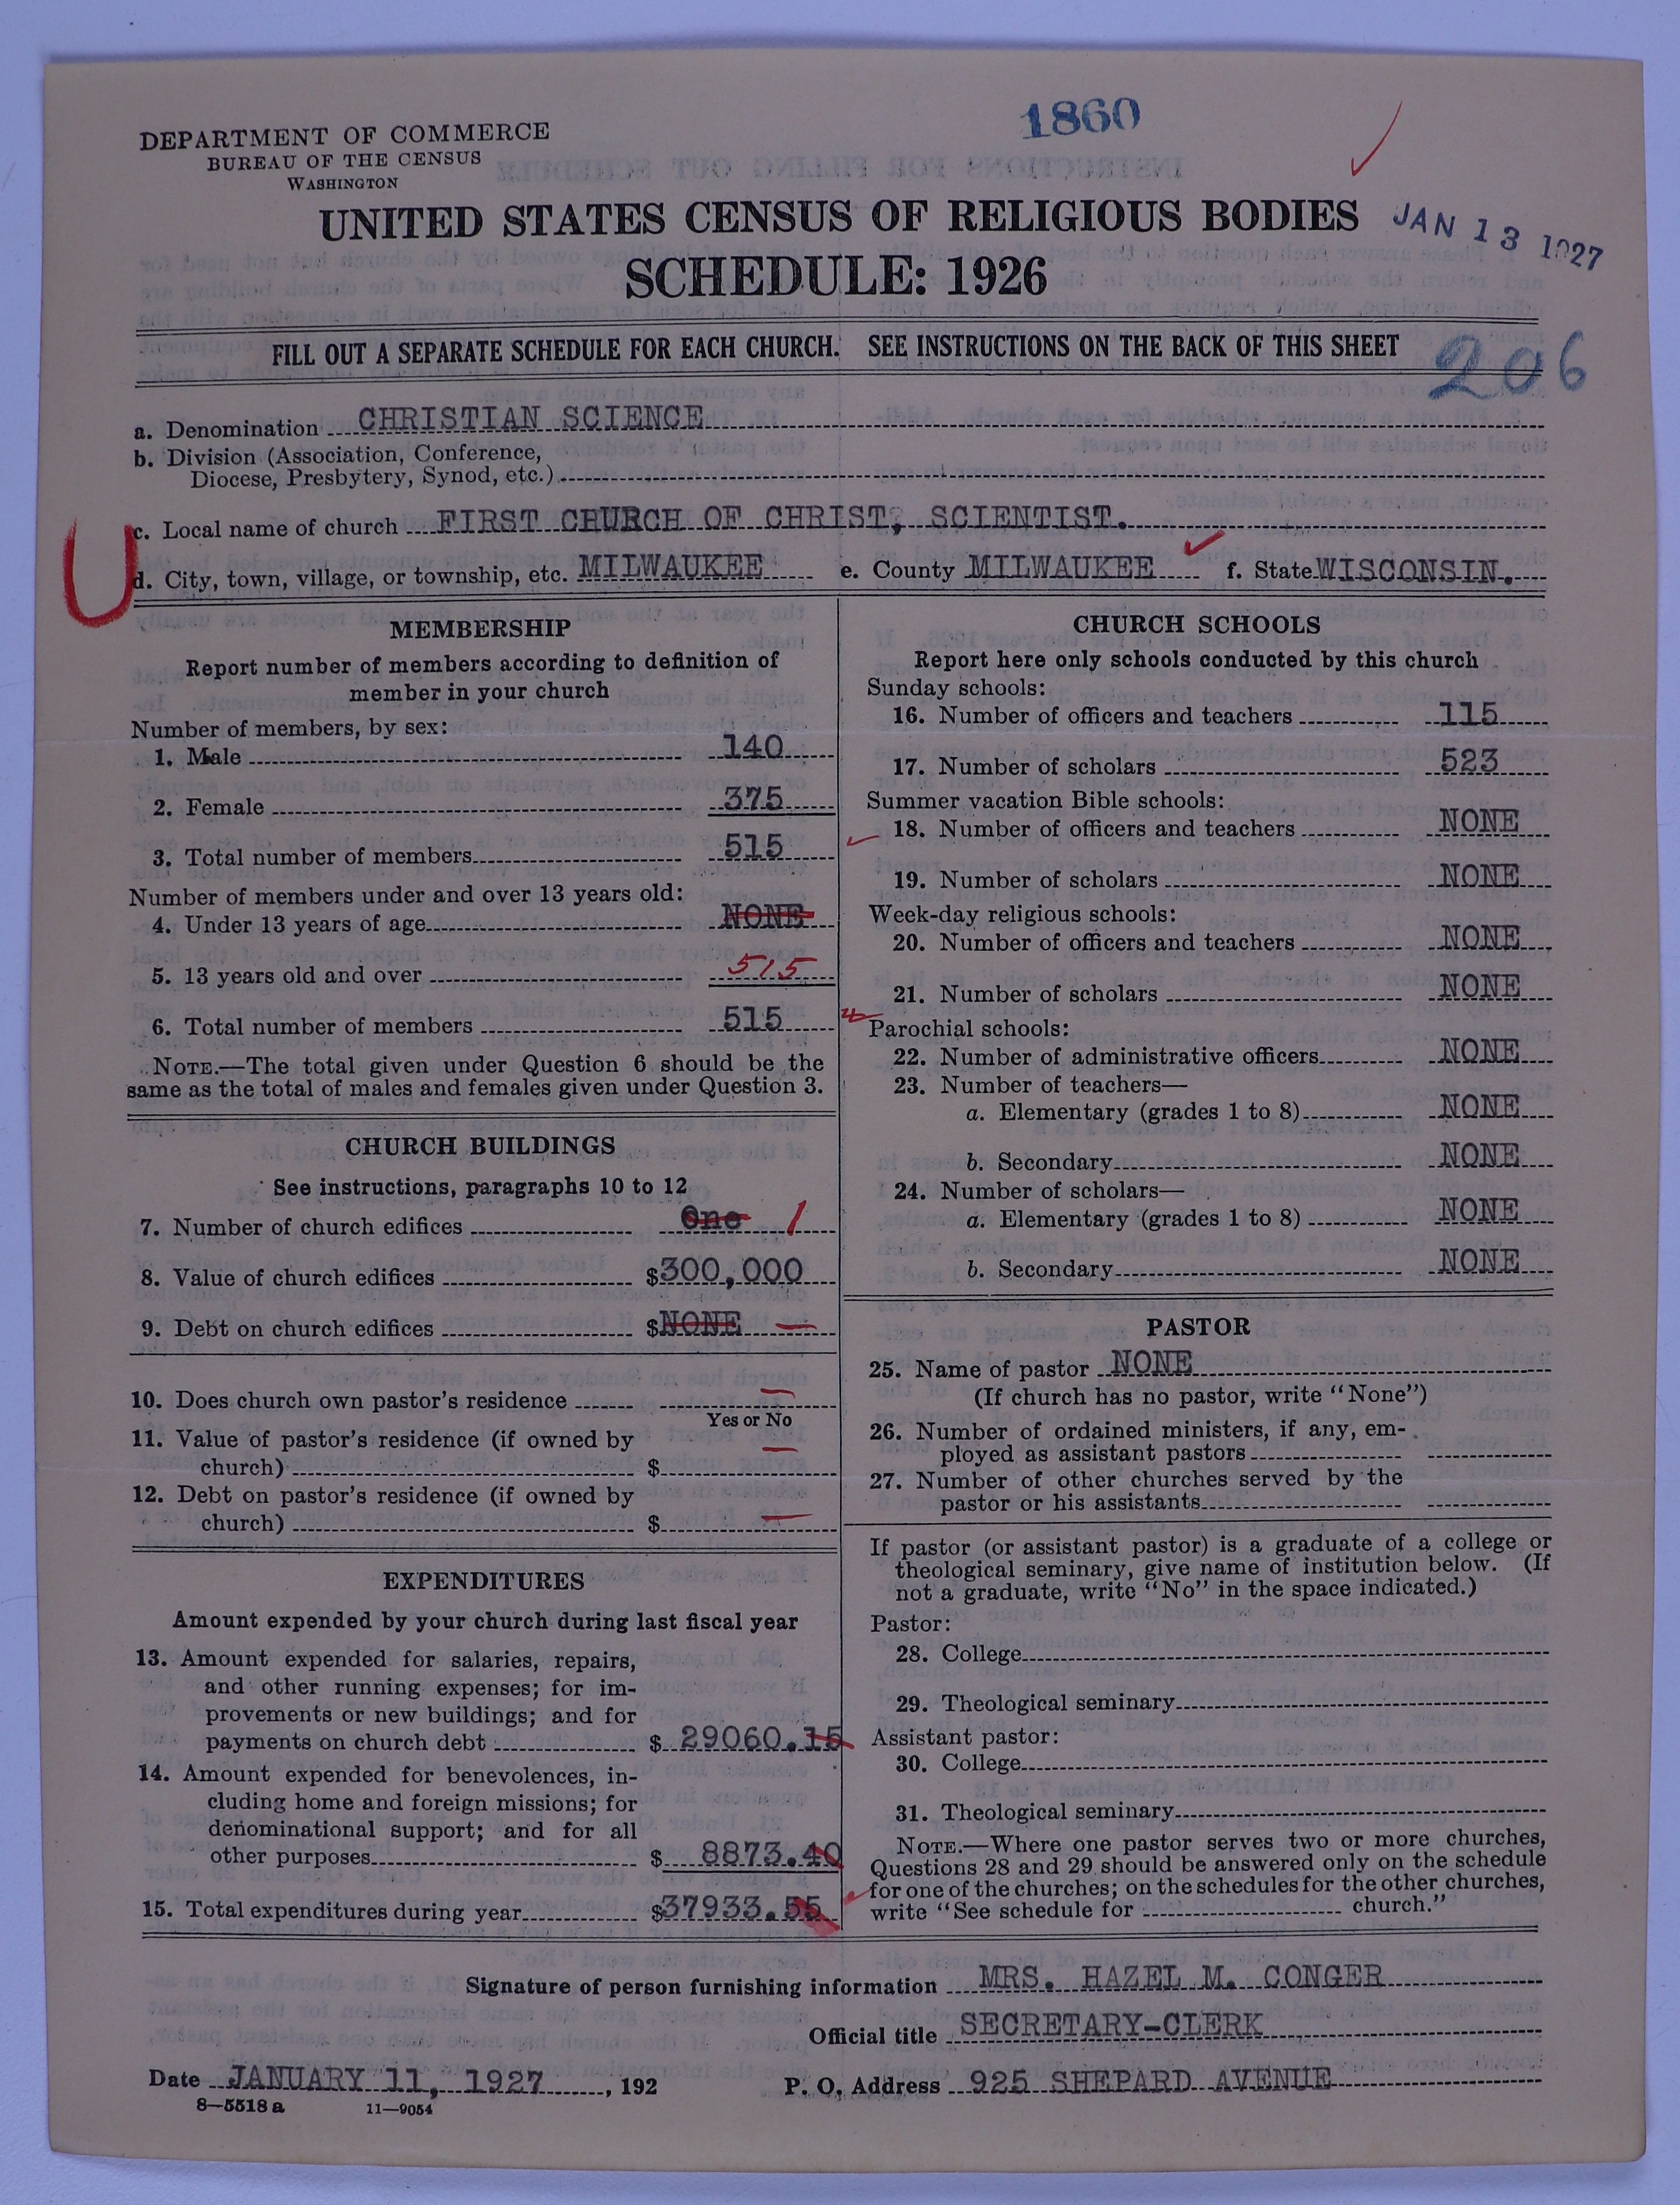 1860
DEPARTMENT OF COMMERCE
BUREAU OF THE CENSUS
WASHINGTON
UNITED STATES CENSUS OF RELIGIOUS BODIES
JAN 13 1927
SCHEDULE: 1926
FILL OUT A SEPARATE SCHEDULE FOR EACH CHURCH. SEE INSTRUCTIONS ON THE BACK OF THIS SHEET
206
a. Denomination CHRISTIAN SCIENCE
b. Division (Association, Conference,
Diocese, Presbytery, Synod, etc.)
c. Local name of church FIRST CHURCH OF CHRIST, SCIENTIST.
U
d. City, town, village, or township, etc. MILWAUKEE e. County MILWAUKEE f. State WISCONSIN.
MEMBERSHIP
Report number of members according to definition of
member in your church
Number of members, by sex:
1. Male 140
2. Female 375
3. Total number of members 515
Number of members under and over 13 years old:
4. Under 13 years of age NONE
5. 13 years old and over 515
6. Total number of members 515
NOTE.—The total given under Question 6 should be the
same as the total of males and females given under Question 3.
CHURCH BUILDINGS
See instructions, paragraphs 10 to 12
7. Number of church edifices One 1
8. Value of church edifices $300,000
9. Debt on church edifices $NONE —
10. Does church own pastor's residence —
Yes or No
11. Value of pastor's residence (if owned by
church) $ —
12. Debt on pastor's residence (if owned by
church) $ —
EXPENDITURES
Amount expended by your church during last fiscal year
13. Amount expended for salaries, repairs,
and other running expenses; for im-
provements or new buildings; and for
payments on church debt $ 29060.15
14. Amount expended for benevolences, in-
cluding home and foreign missions; for
denominational support; and for all
other purposes $ 8873.40
15. Total expenditures during year $37933.55
CHURCH SCHOOLS
Report here only schools conducted by this church
Sunday schools:
16. Number of officers and teachers 115
17. Number of scholars 523
Summer vacation Bible schools:
18. Number of officers and teachers NONE
19. Number of scholars NONE
Week-day religious schools:
20. Number of officers and teachers NONE
21. Number of scholars NONE
Parochial schools:
22. Number of administrative officers NONE
23. Number of teachers—
a. Elementary (grades 1 to 8) NONE
b. Secondary NONE
24. Number of scholars—
a. Elementary (grades 1 to 8) NONE
b. Secondary NONE
PASTOR
25. Name of pastor NONE
(If church has no pastor, write "None")
26. Number of ordained ministers, if any, em-
ployed as assistant pastors
27. Number of other churches served by the
pastor or his assistants
If pastor (or assistant pastor) is a graduate of a college or
theological seminary, give name of institution below. (If
not a graduate, write "No" in the space indicated.)
Pastor:
28. College
29. Theological seminary
Assistant pastor:
30. College
31. Theological seminary
NOTE.—Where one pastor serves two or more churches,
Questions 28 and 29 should be answered only on the schedule
for one of the churches; on the schedules for the other churches,
write "See schedule for church."
Signature of person furnishing information MRS. HAZEL M. CONGER
Official title SECRETARY-CLERK
Date JANUARY 11, 1927, 192 P. O. Address 925 SHEPARD AVENUE
8—5518 a 11—9054